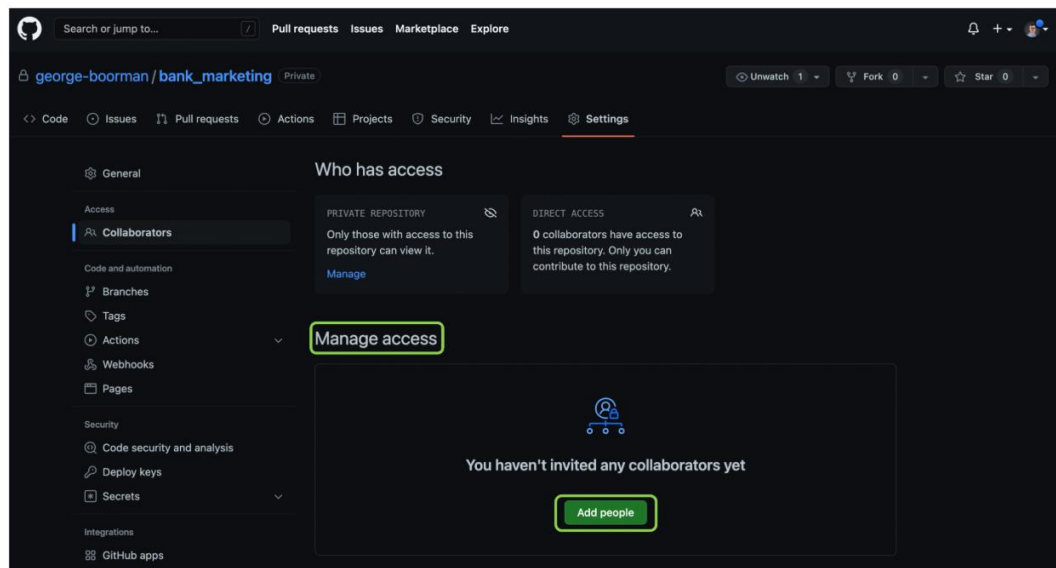 Search or jump to... / Pull requests Issues Marketplace Explore
george-boorman / bank_marketing Private
Unwatch 1 Fork 0 Star 0
<> Code Issues Pull requests Actions Projects Security Insights Settings
General
Access
Collaborators
Code and automation
Branches
Tags
Actions
Webhooks
Pages
Security
Code security and analysis
Deploy keys
Secrets
Integrations
GitHub apps
Who has access
PRIVATE REPOSITORY
Only those with access to this
repository can view it.
Manage
DIRECT ACCESS
0 collaborators have access to
this repository. Only you can
contribute to this repository.
Manage access
You haven't invited any collaborators yet
Add people